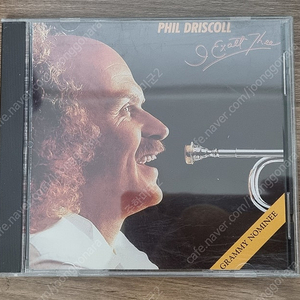 PHIL DRISCOLL
I Exalt Thee
GRAMMY NOMINEE